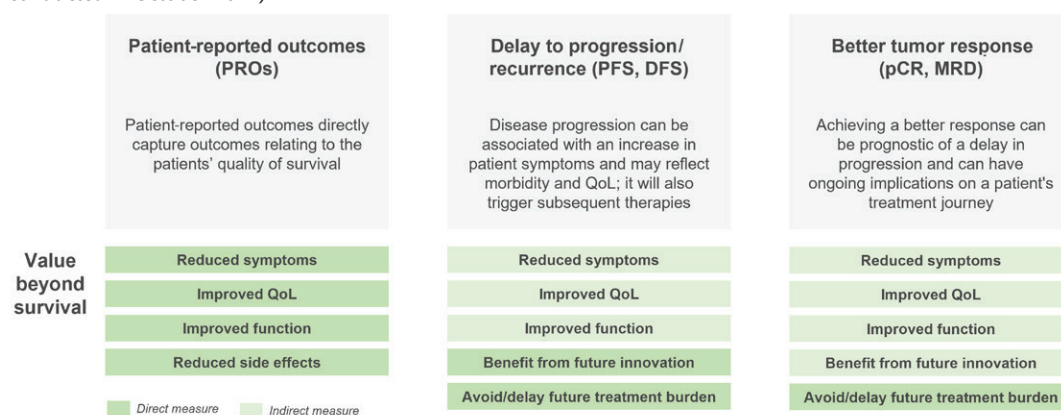 Patient-reported outcomes
(PROs)
Patient-reported outcomes directly
capture outcomes relating to the
patients' quality of survival
Delay to progression/
recurrence (PFS, DFS)
Disease progression can be
associated with an increase in
patient symptoms and may reflect
morbidity and QoL; it will also
trigger subsequent therapies
Better tumor response
(pCR, MRD)
Achieving a better response can
be prognostic of a delay in
progression and can have
ongoing implications on a patient's
treatment journey
Value
beyond
survival
Reduced symptoms
Improved QoL
Improved function
Reduced side effects
Reduced symptoms
Improved QoL
Improved function
Benefit from future innovation
Avoid/delay future treatment burden
Reduced symptoms
Improved QoL
Improved function
Benefit from future innovation
Avoid/delay future treatment burden
Direct measure
Indirect measure